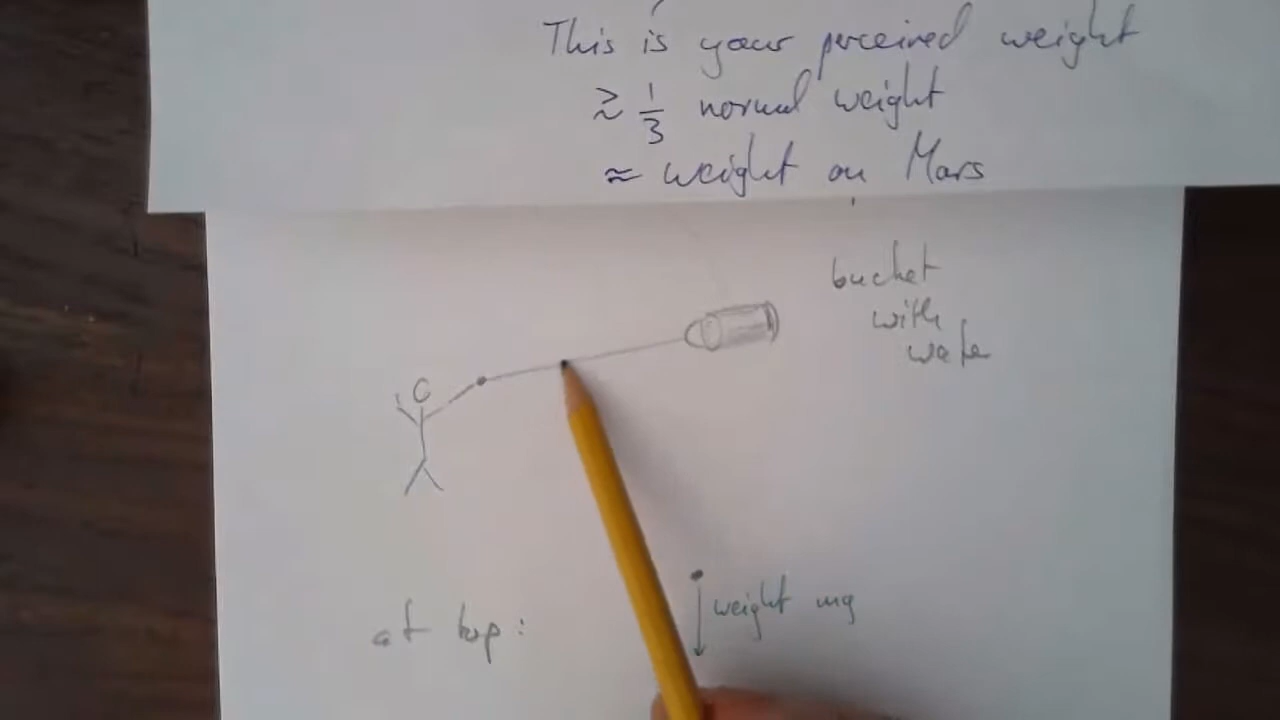 This is your perceived weight
≳ 1/3 normal weight
≈ weight on Mars
bucket
with
water
at top:
weight mg